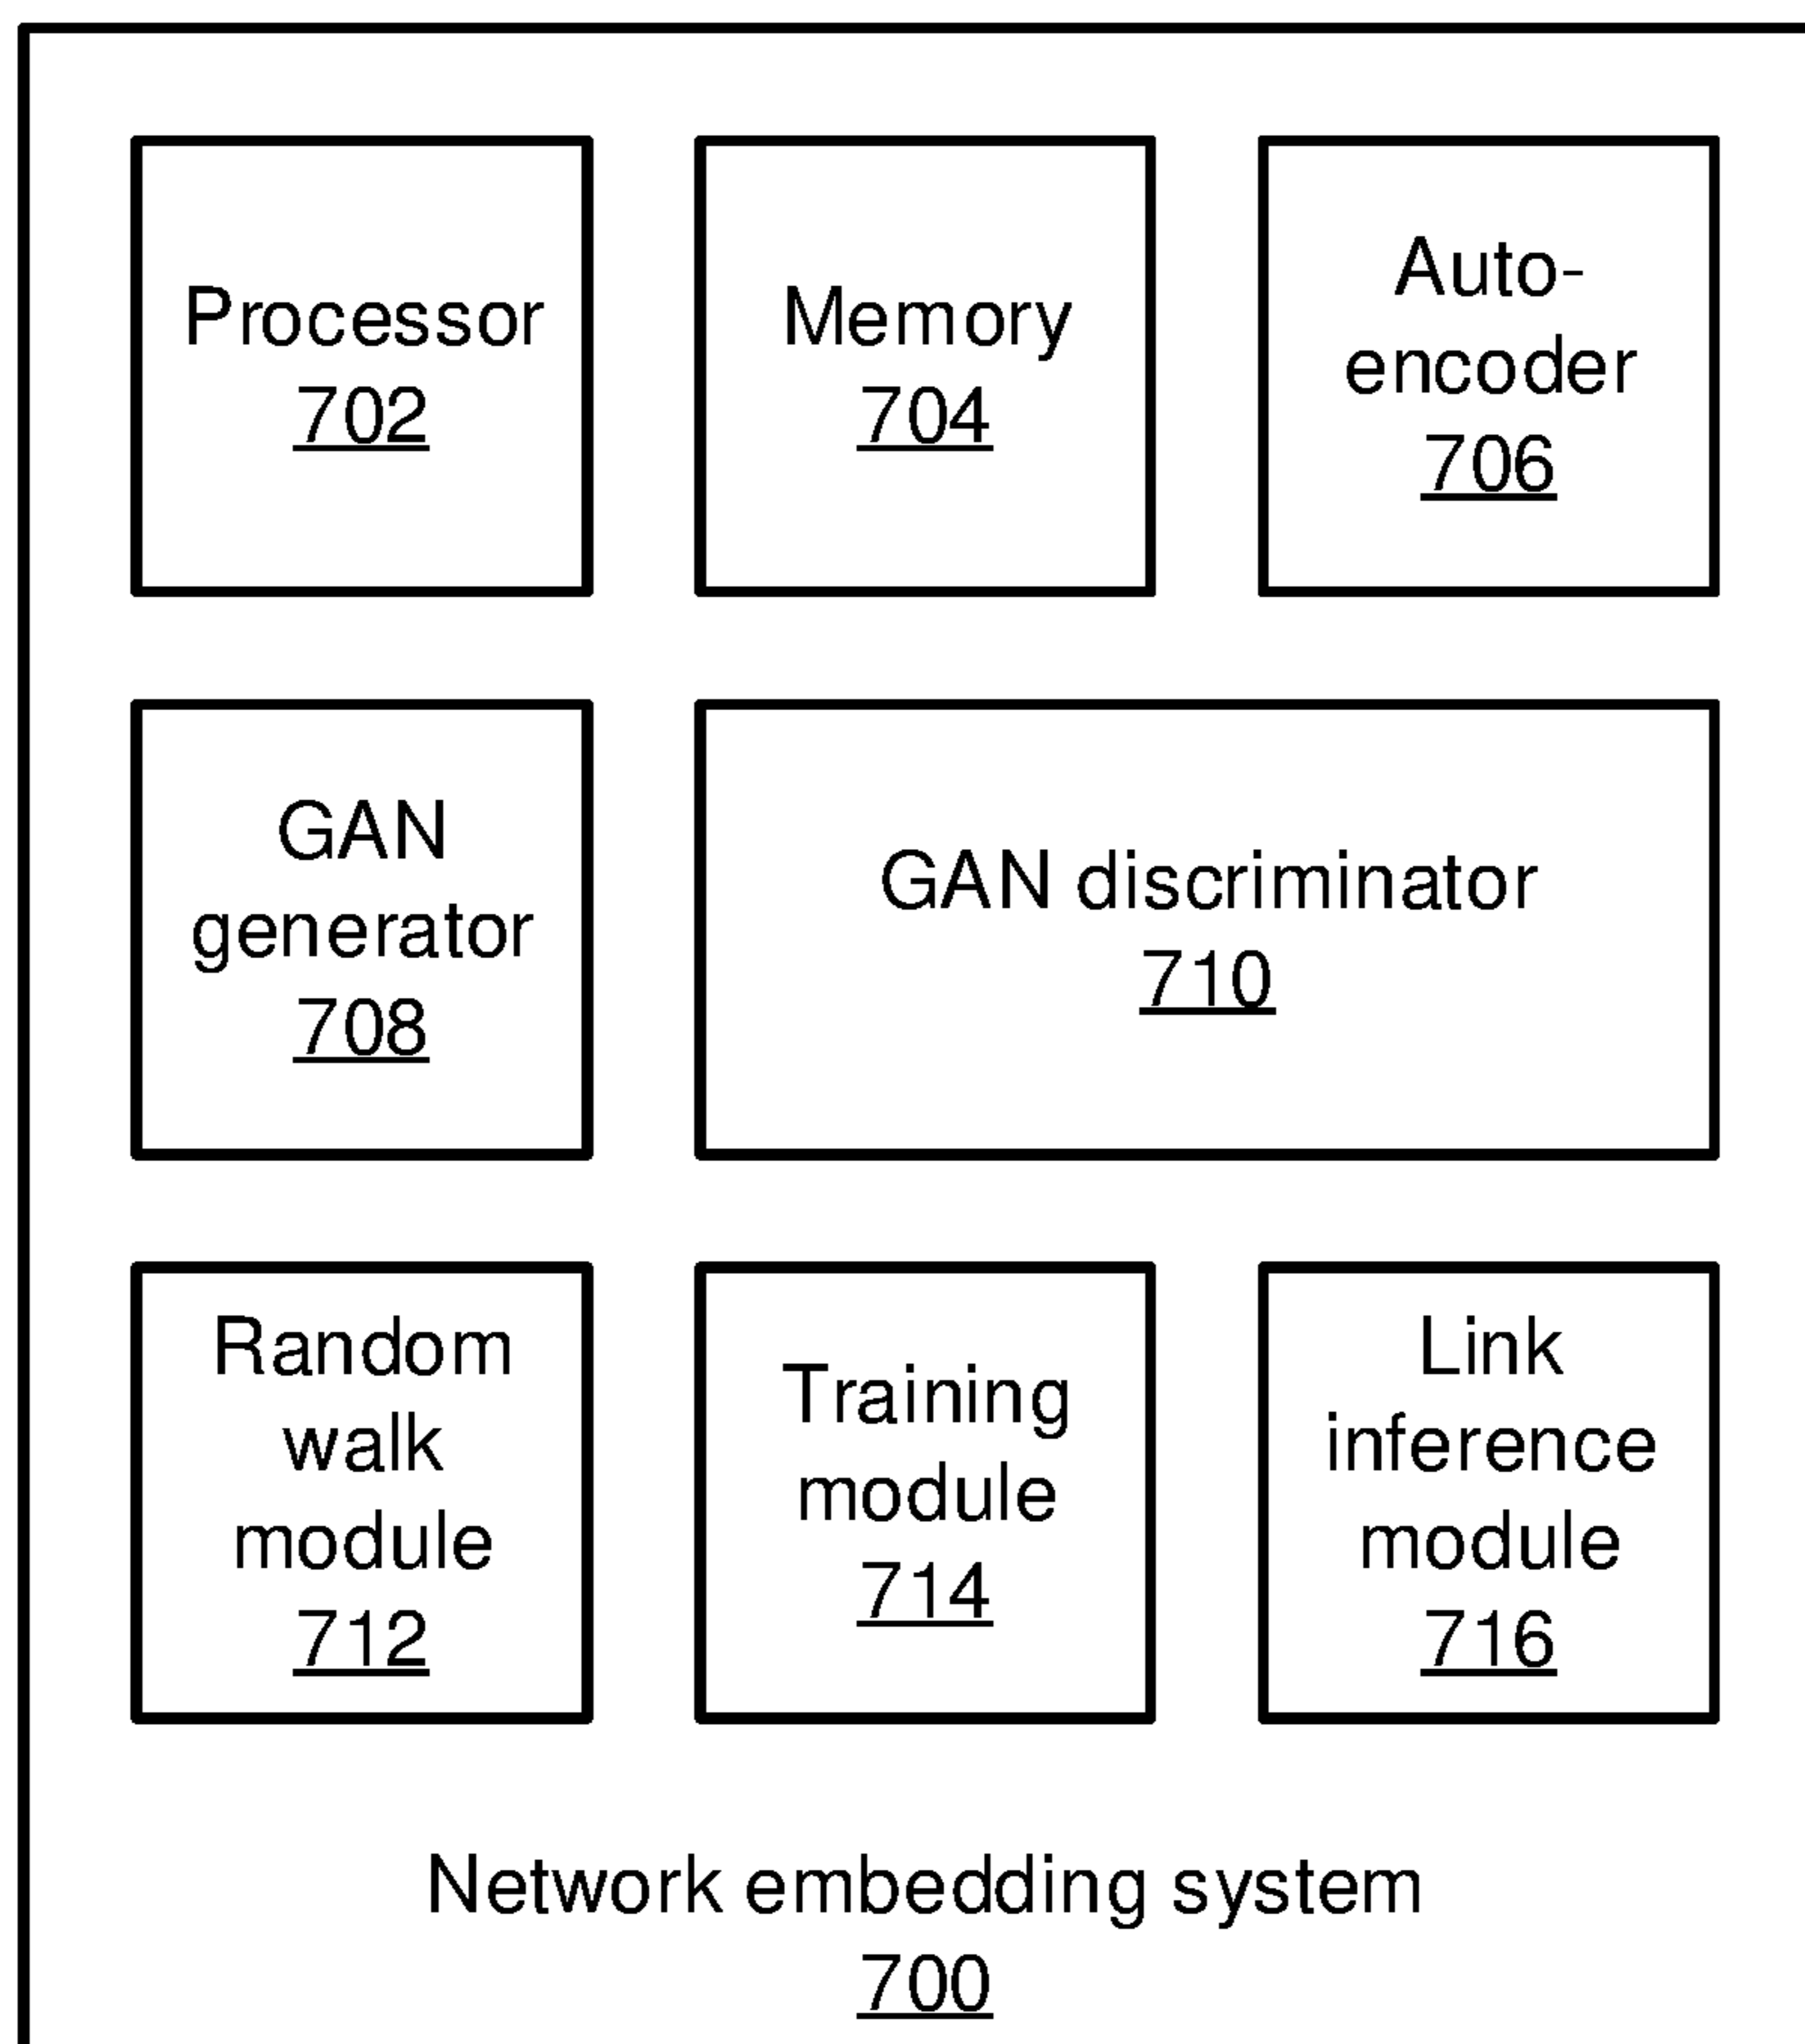 Processor
702
Memory
704
Auto-
encoder
706
GAN
generator
708
GAN discriminator
710
Random
walk
module
712
Training
module
714
Link
inference
module
716
Network embedding system
700